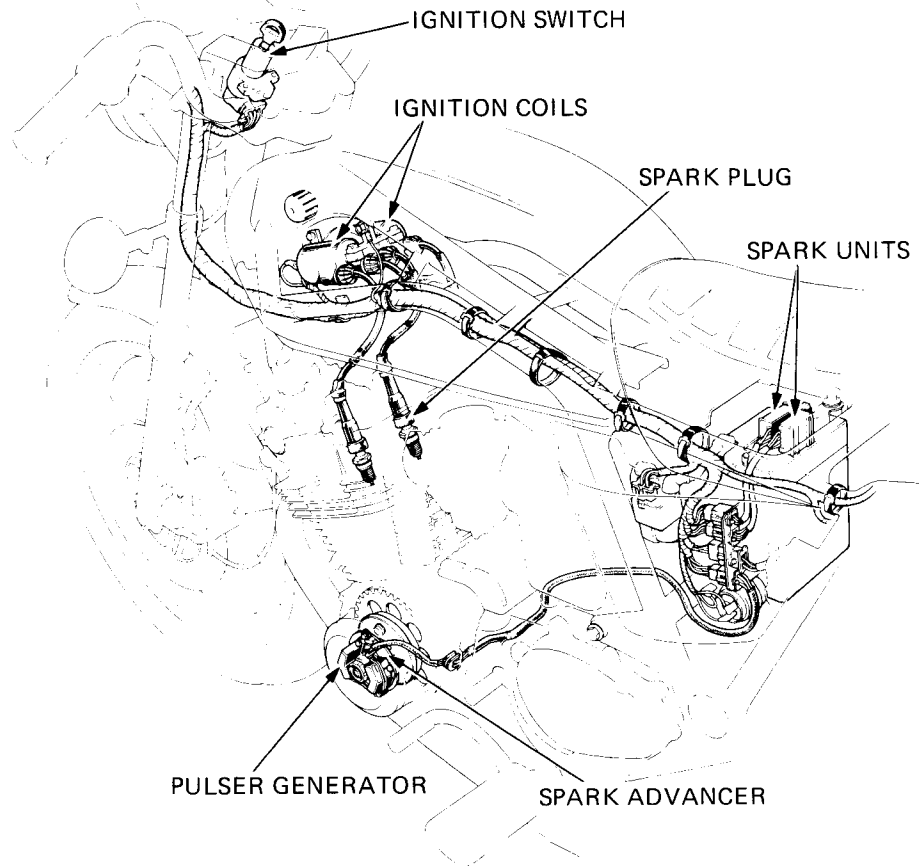 IGNITION SWITCH
IGNITION COILS
SPARK PLUG
SPARK UNITS
PULSER GENERATOR
SPARK ADVANCER